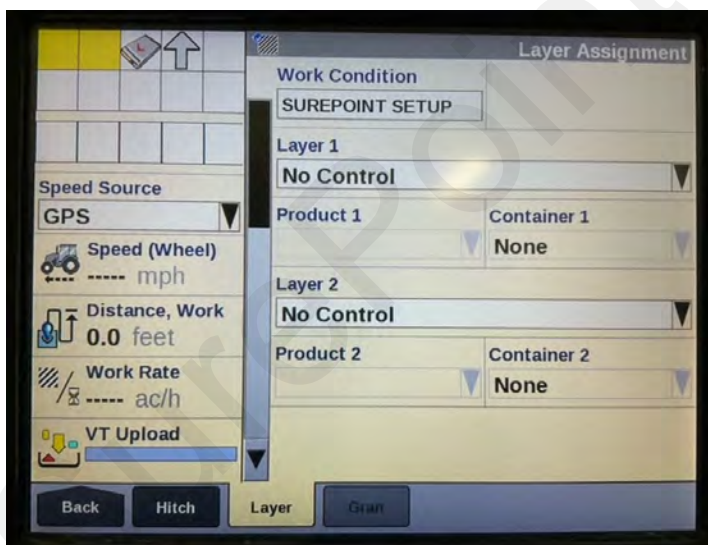 Layer Assignment
Work Condition
SUREPOINT SETUP
Layer 1
No Control
Product 1
Container 1
None
Layer 2
No Control
Product 2
Container 2
None
L
Speed Source
GPS
Speed (Wheel)
----- mph
Distance, Work
0.0 feet
Work Rate
----- ac/h
VT Upload
Back
Hitch
Layer
Gran
SurePoint